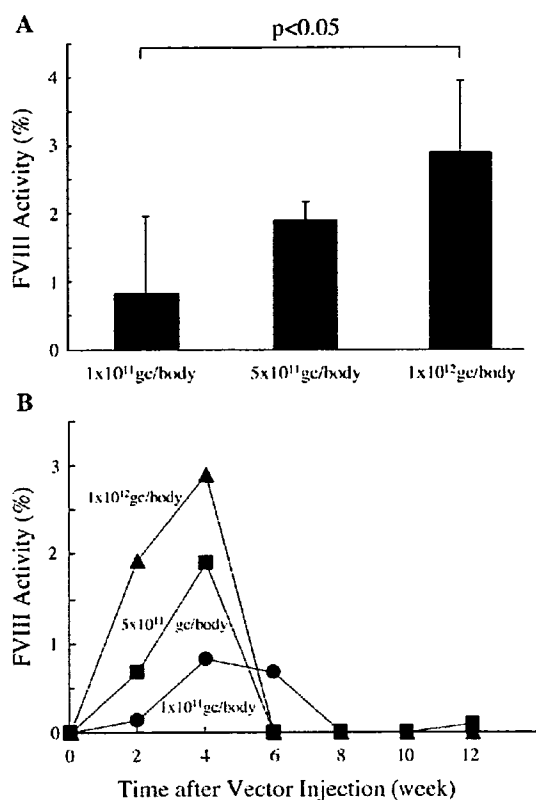 A
p<0.05
FVIII Activity (%)
4
3
2
1
0
1x10¹¹gc/body 5x10¹¹gc/body 1x10¹²gc/body
B
FVIII Activity (%)
3
2
1
0
1x10¹²gc/body
5x10¹¹ gc/body
1x10¹¹gc/body
0 2 4 6 8 10 12
Time after Vector Injection (week)